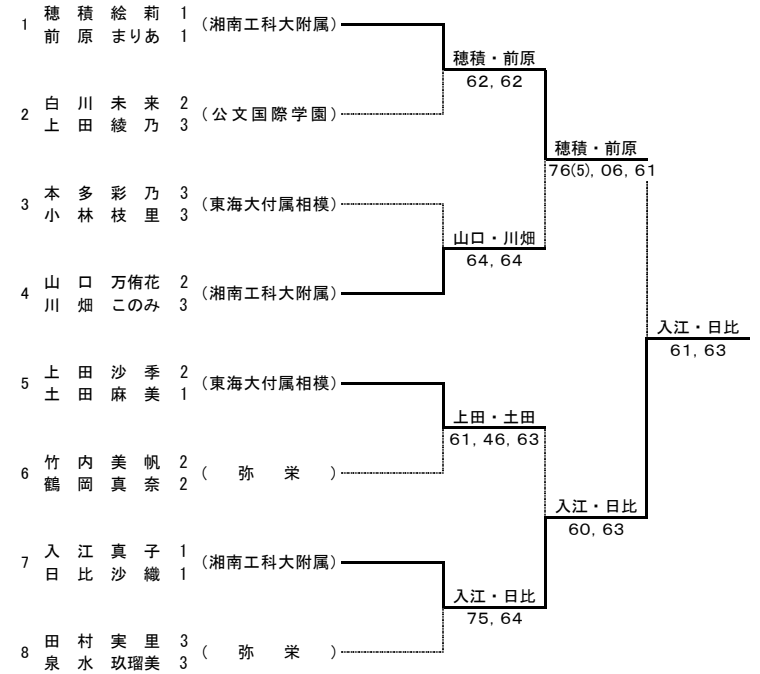 穂 積 絵 莉 1
1 (湘南工科大附属)
前 原 まりあ 1
穂積・前原
62, 62
白 川 未 来 2
2 (公文国際学園)
上 田 綾 乃 3
穂積・前原
76(5), 06, 61
本 多 彩 乃 3
3 (東海大付属相模)
小 林 枝 里 3
山口・川畑
64, 64
山 口 万侑花 2
4 (湘南工科大附属)
川 畑 このみ 3
入江・日比
61, 63
上 田 沙 季 2
5 (東海大付属相模)
土 田 麻 美 1
上田・土田
61, 46, 63
竹 内 美 帆 2
6 ( 弥 栄 )
鶴 岡 真 奈 2
入江・日比
60, 63
入 江 真 子 1
7 (湘南工科大附属)
日 比 沙 織 1
入江・日比
75, 64
田 村 実 里 3
8 ( 弥 栄 )
泉 水 玖瑠美 3